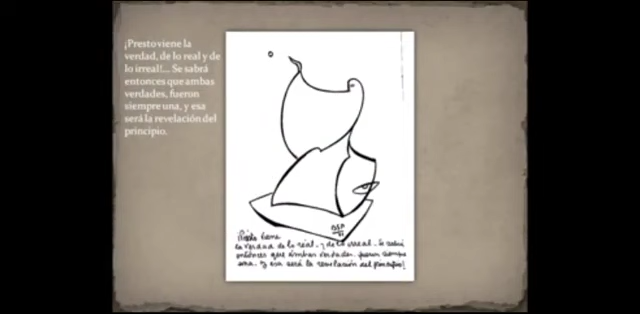 ¡Presto viene la
verdad, de lo real y de
lo irreal!... Se sabrá
entonces que ambas
verdades, fueron
siempre una, y esa
será la revelación del
principio.
Presto viene
la verdad de lo real.. y de lo irreal.. Se sabrá
entonces que ambas verdades.. fueron siempre
una.. y esa será la revelación del principio!